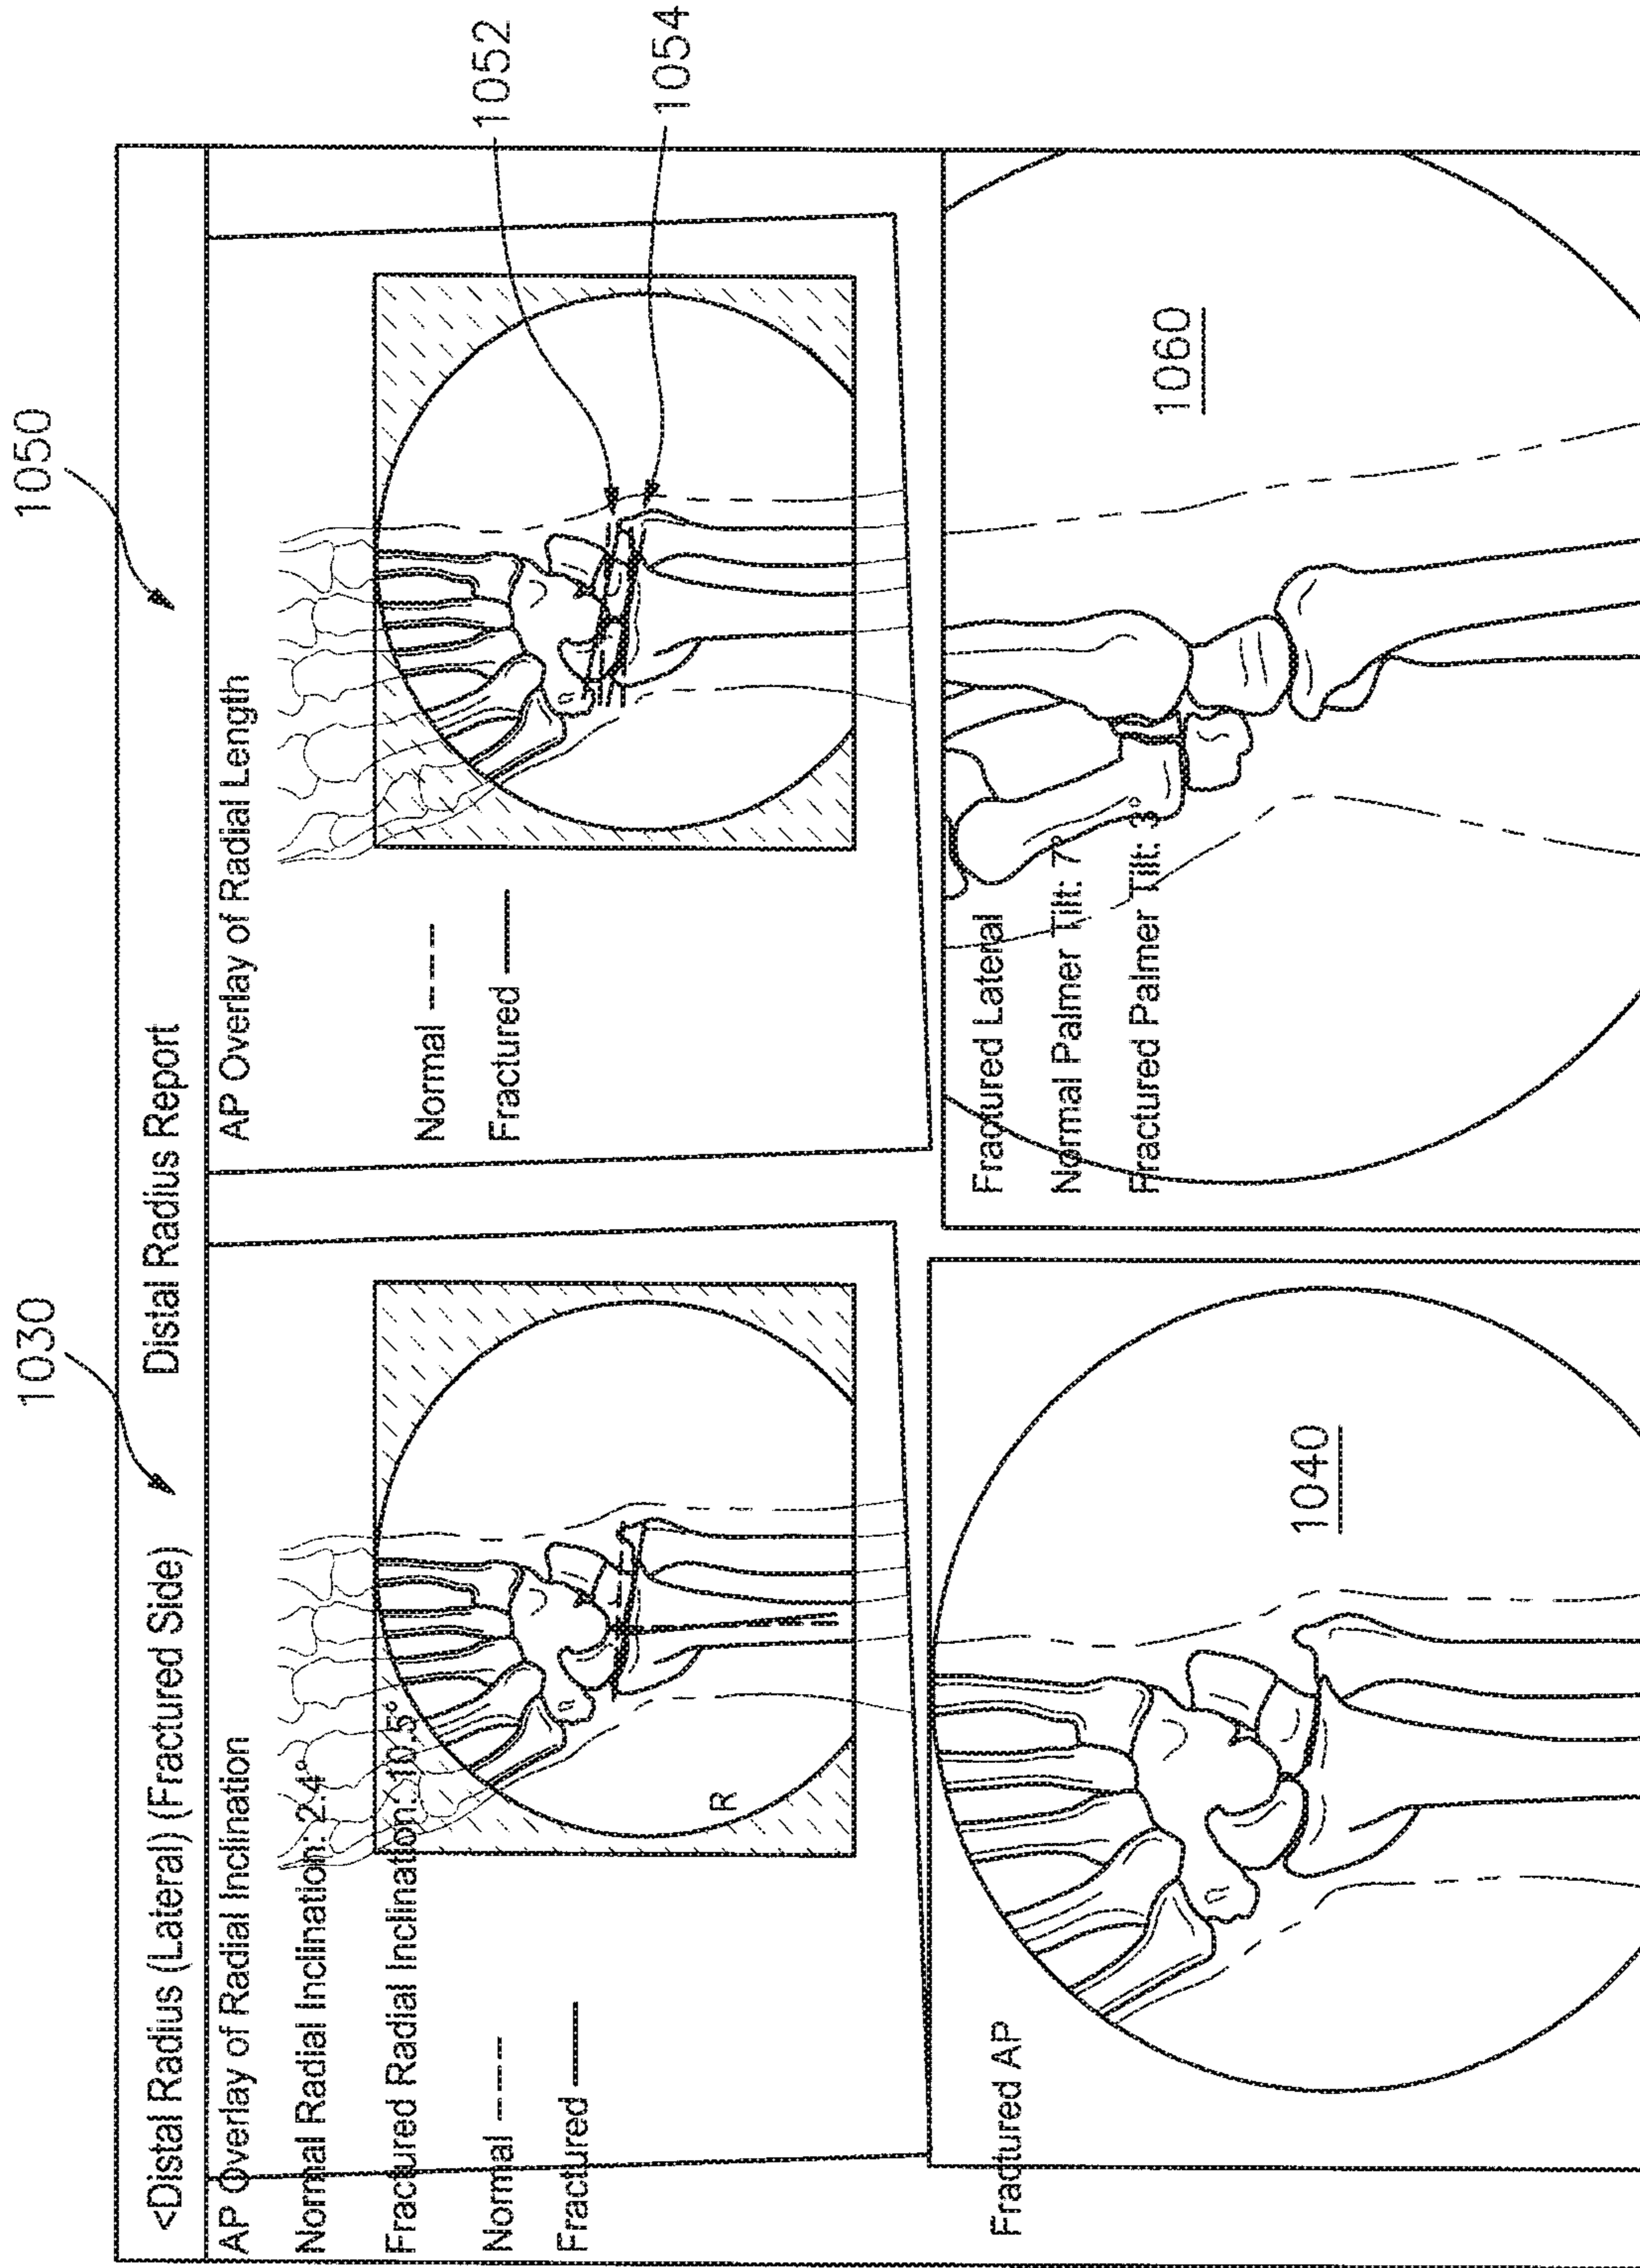 1030
1050
<Distal Radius (Lateral) (Fractured Side)
Distal Radius Report
AP Overlay of Radial Inclination
Normal Radial Inclination: 2.4°
Fractured Radial Inclination: 10.5°
Normal ---
Fractured —
R
AP Overlay of Radial Length
Normal ---
Fractured —
1052
1054
Fractured AP
1040
Fractured Lateral
Normal Palmer Tilt: 7°
Fractured Palmer Tilt: 3°
1060